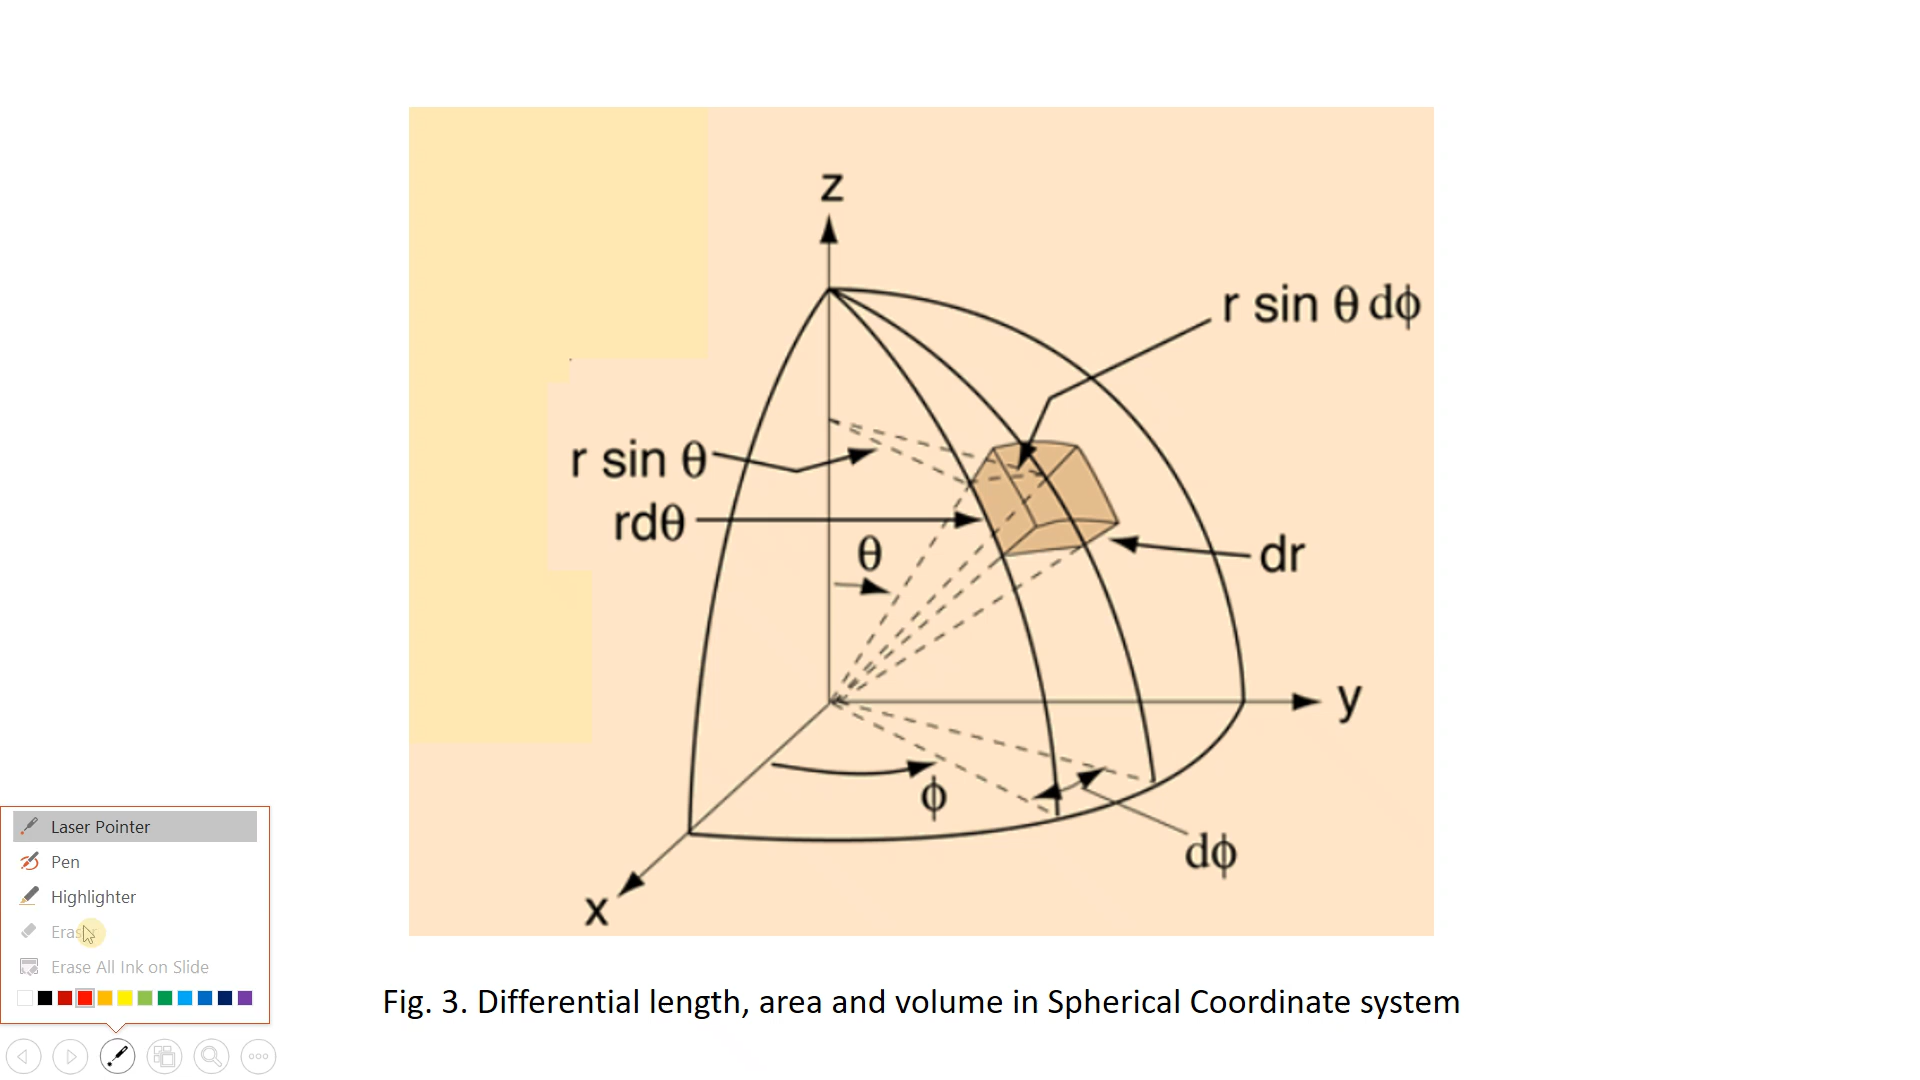 z
r sin θ dϕ
r sin θ
rdθ
θ
dr
y
ϕ
dϕ
x
Laser Pointer
Pen
Highlighter
Erase All Ink on Slide
Fig. 3. Differential length, area and volume in Spherical Coordinate system